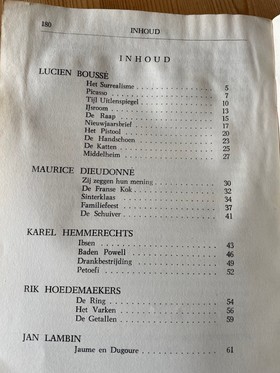 180 INHOUD
INHOUD
LUCIEN BOUSSE
Het Surrealisme . . . . . . . . 5
Picasso . . . . . . . . 7
Tijl Uilenspiegel . . . . . . . . 10
IJsroom . . . . . . . . 13
De Raap . . . . . . . . 15
Nieuwjaarsbrief . . . . . . . . 17
Het Pistool . . . . . . . . 20
De Handschoen . . . . . . . . 23
De Katten . . . . . . . . 25
Middelheim . . . . . . . . 27
MAURICE DIEUDONNÉ
Zij zeggen hun mening . . . . . . . . 30
De Franse Kok . . . . . . . . 32
Sinterklaas . . . . . . . . 34
Familiefeest . . . . . . . . 37
De Schuiver . . . . . . . . 41
KAREL HEMMERECHTS
Ibsen . . . . . . . . 43
Baden Powell . . . . . . . . 46
Drankbestrijding . . . . . . . . 49
Petoefi . . . . . . . . 52
RIK HOEDEMAEKERS
De Ring . . . . . . . . 54
Het Varken . . . . . . . . 56
De Getallen . . . . . . . . 59
JAN LAMBIN
Jaume en Dugoure . . . . . . . . 61